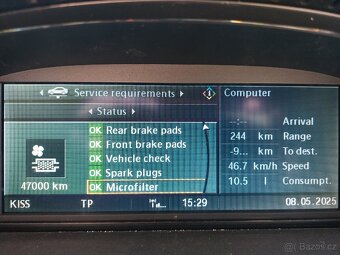 Service requirements
Computer
Status
OK Rear brake pads
OK Front brake pads
OK Vehicle check
OK Spark plugs
OK Microfilter
47000 km
-:- Arrival
244 km Range
-9... km To dest.
46.7 km/h Speed
10.5 l Consumpt.
KISS TP 15:29 08.05.2025